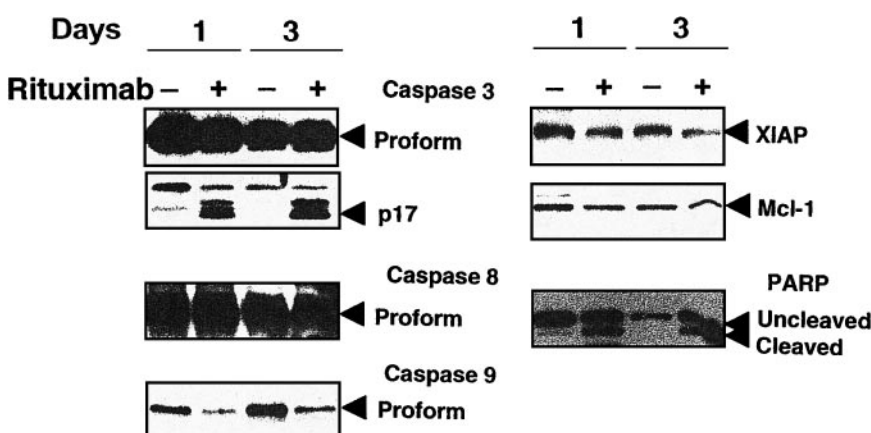 Days 1 3
Rituximab – + – +
Caspase 3
Proform
p17
Caspase 8
Proform
Caspase 9
Proform
1 3
– + – +
XIAP
Mcl-1
PARP
Uncleaved
Cleaved